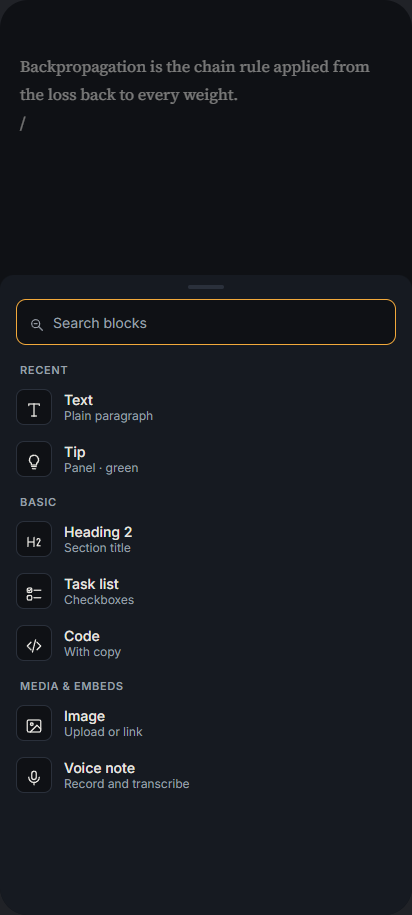 Backpropagation is the chain rule applied from
the loss back to every weight.
/
Search blocks
RECENT
Text
Plain paragraph
Tip
Panel · green
BASIC
H2
Heading 2
Section title
Task list
Checkboxes
Code
With copy
MEDIA & EMBEDS
Image
Upload or link
Voice note
Record and transcribe